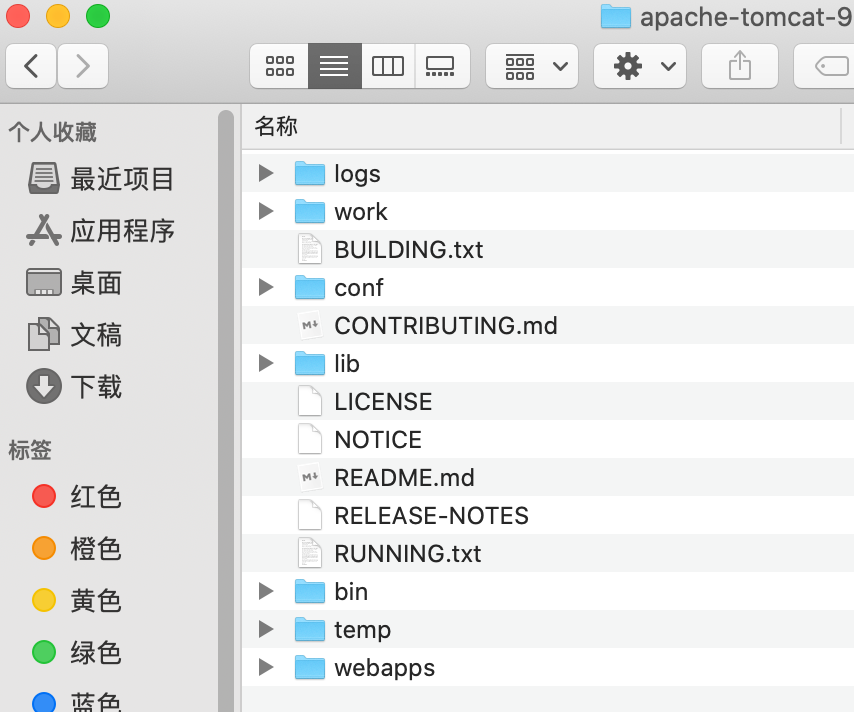 apache-tomcat-9
个人收藏
最近项目
应用程序
桌面
文稿
下载
标签
红色
橙色
黄色
绿色
蓝色
名称
logs
work
BUILDING.txt
conf
CONTRIBUTING.md
lib
LICENSE
NOTICE
README.md
RELEASE-NOTES
RUNNING.txt
bin
temp
webapps